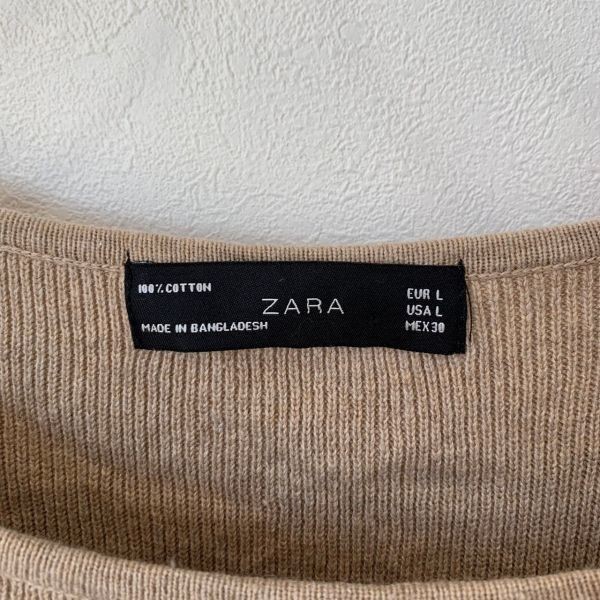 100% COTTON
MADE IN BANGLADESH
ZARA
EUR L
USA L
MEX 30